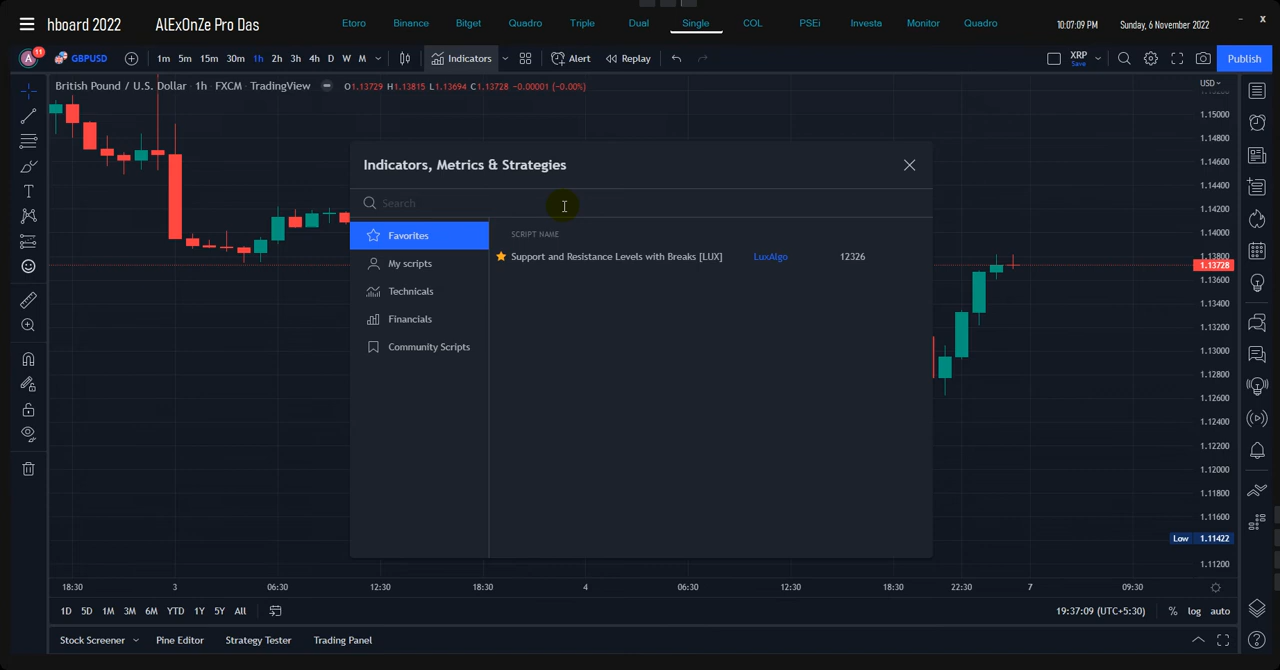 hboard 2022
AlExOnZe Pro Das
Etoro
Binance
Bitget
Quadro
Triple
Dual
Single
COL
PSEi
Investa
Monitor
Quadro
10:07:09 PM
Sunday, 6 November 2022
A
11
GBPUSD
1m 5m 15m 30m 1h 2h 3h 4h D W M
Indicators
Alert
Replay
XRP
Save
Publish
British Pound / U.S. Dollar · 1h · FXCM · TradingView
O1.13729 H1.13815 L1.13694 C1.13728 -0.00001 (-0.00%)
USD
1.15000
1.14800
1.14600
1.14400
1.14200
1.14000
1.13800
1.13728
1.13600
1.13400
1.13200
1.13000
1.12800
1.12600
1.12400
1.12200
1.12000
1.11800
1.11600
Low 1.11422
1.11200
Indicators, Metrics & Strategies
Search
Favorites
My scripts
Technicals
Financials
Community Scripts
SCRIPT NAME
Support and Resistance Levels with Breaks [LUX] LuxAlgo 12326
18:30 3 06:30 12:30 18:30 4 06:30 12:30 18:30 22:30 7 09:30
1D 5D 1M 3M 6M YTD 1Y 5Y All
19:37:09 (UTC+5:30) % log auto
Stock Screener
Pine Editor
Strategy Tester
Trading Panel